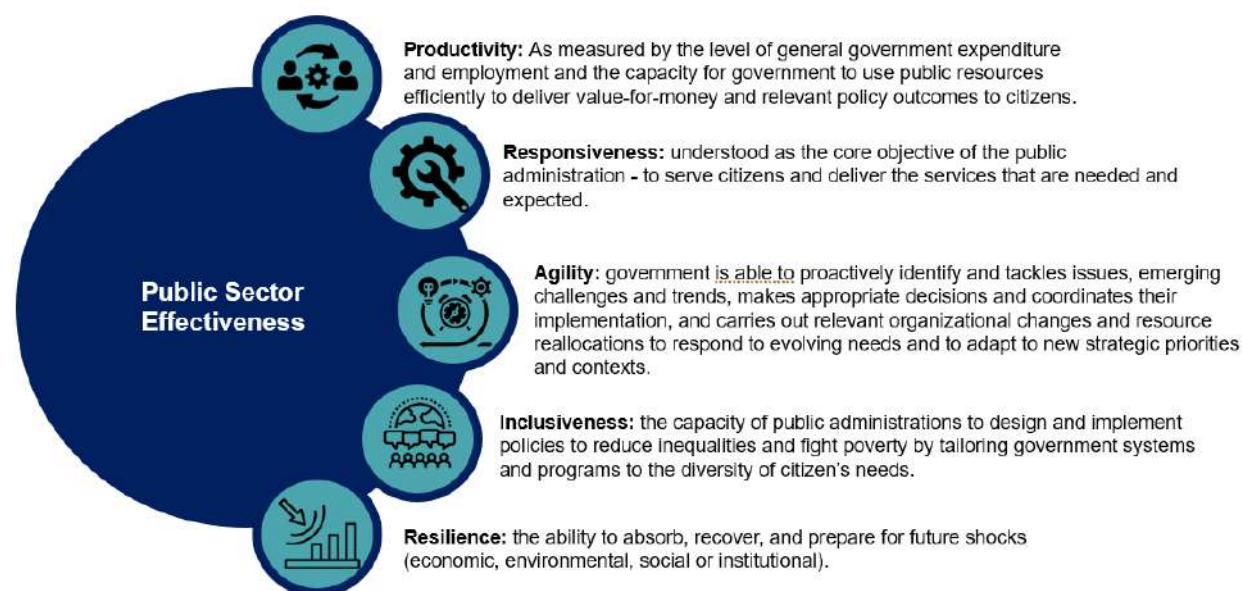 Productivity: As measured by the level of general government expenditure
and employment and the capacity for government to use public resources
efficiently to deliver value-for-money and relevant policy outcomes to citizens.
Responsiveness: understood as the core objective of the public
administration - to serve citizens and deliver the services that are needed and
expected.
Public Sector
Effectiveness
Agility: government is able to proactively identify and tackles issues, emerging
challenges and trends, makes appropriate decisions and coordinates their
implementation, and carries out relevant organizational changes and resource
reallocations to respond to evolving needs and to adapt to new strategic priorities
and contexts.
Inclusiveness: the capacity of public administrations to design and implement
policies to reduce inequalities and fight poverty by tailoring government systems
and programs to the diversity of citizen's needs.
Resilience: the ability to absorb, recover, and prepare for future shocks
(economic, environmental, social or institutional).